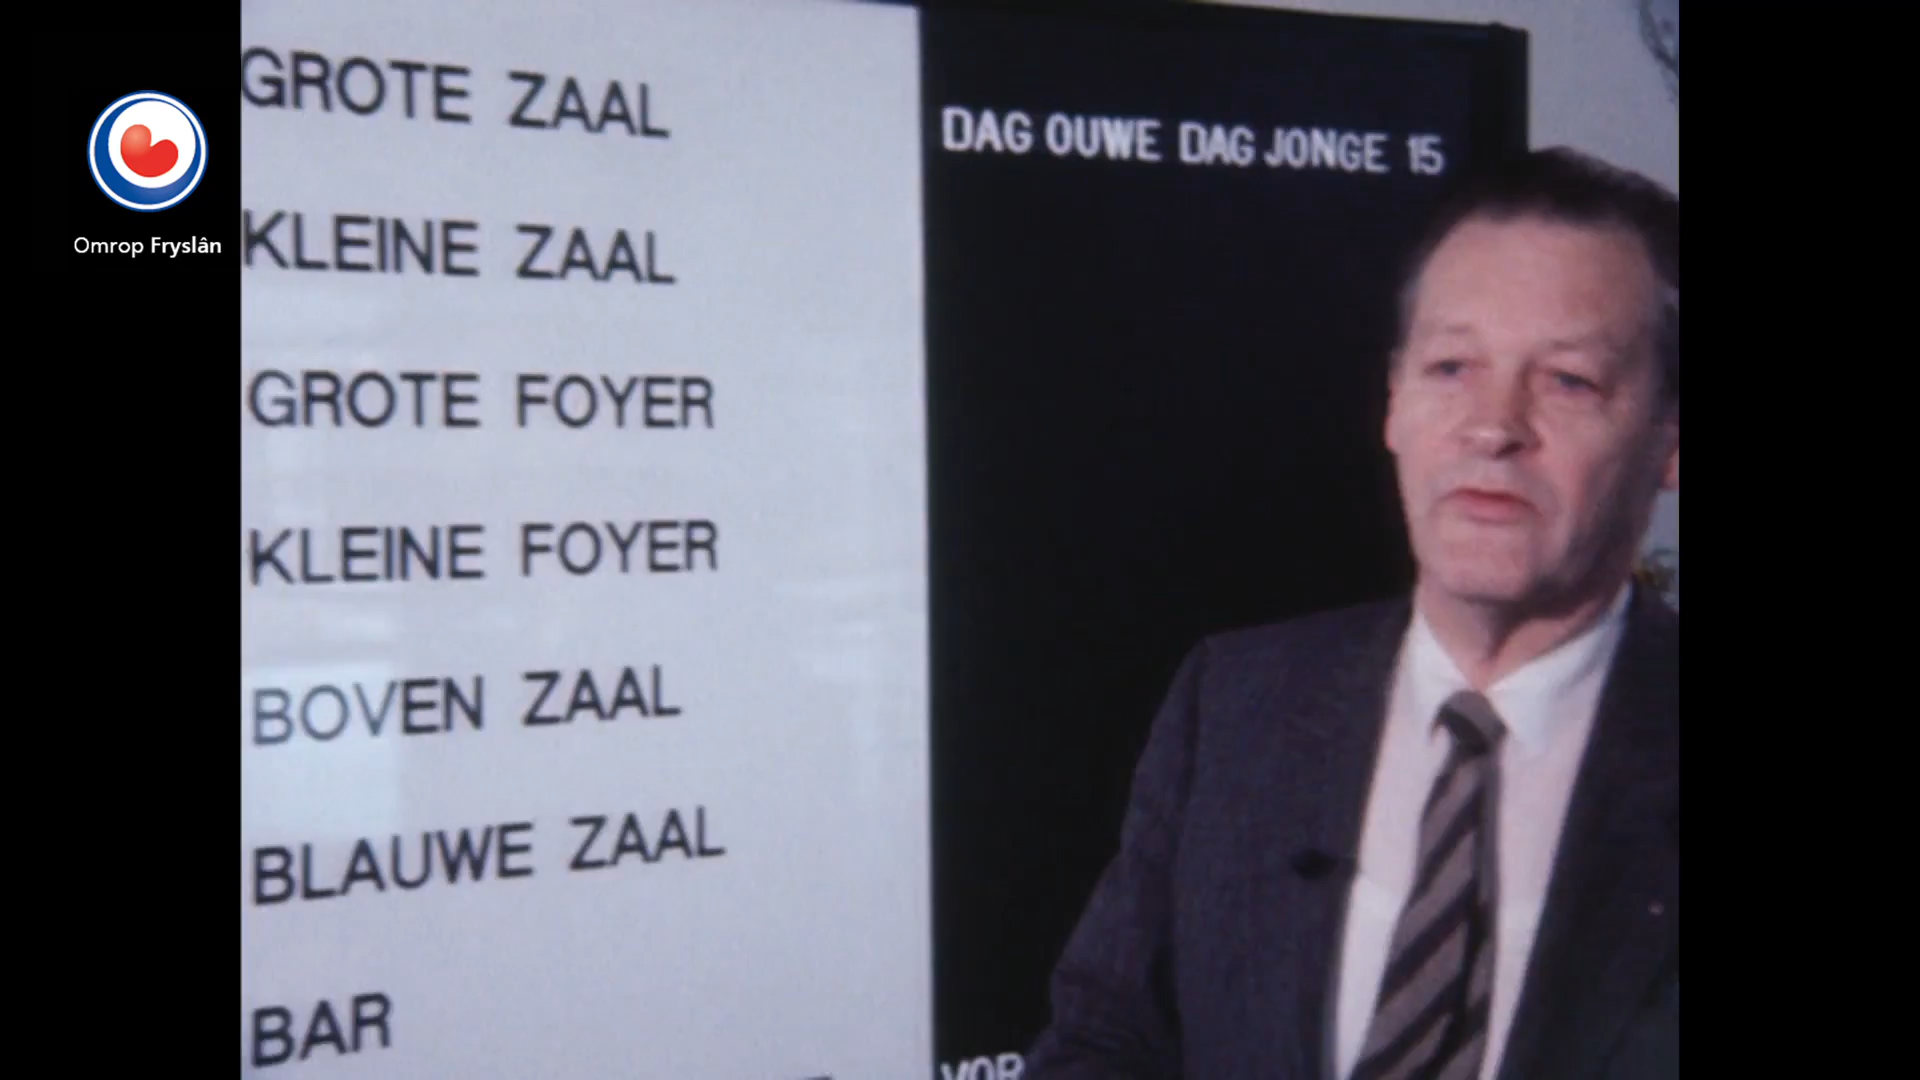 Omrop Fryslân
GROTE ZAAL
DAG OUWE DAG JONGE 15
KLEINE ZAAL
GROTE FOYER
KLEINE FOYER
BOVEN ZAAL
BLAUWE ZAAL
BAR